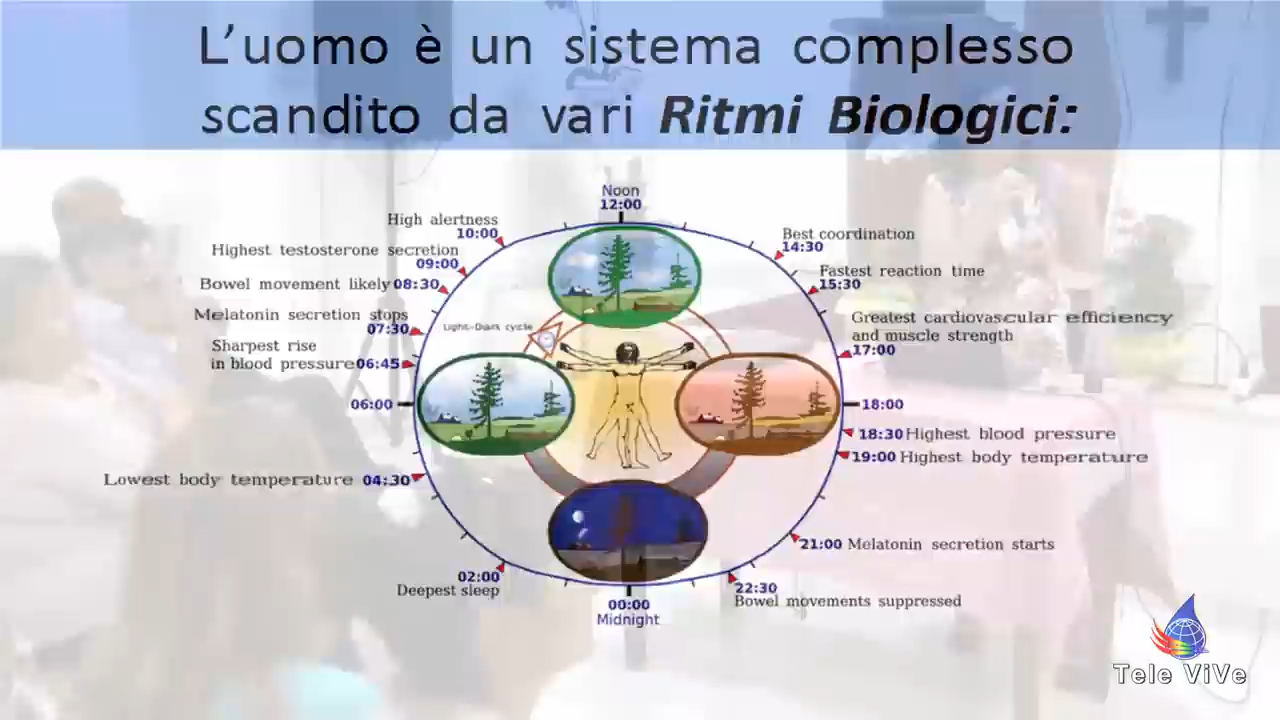 L'uomo è un sistema complesso
scandito da vari Ritmi Biologici:
Noon
12:00
High alertness
10:00
Highest testosterone secretion
09:00
Bowel movement likely 08:30
Melatonin secretion stops
07:30
Sharpest rise
in blood pressure 06:45
06:00
Lowest body temperature 04:30
02:00
Deepest sleep
00:00
Midnight
Light-Dark cycle
Best coordination
14:30
Fastest reaction time
15:30
Greatest cardiovascular efficiency
and muscle strength
17:00
18:00
18:30 Highest blood pressure
19:00 Highest body temperature
21:00 Melatonin secretion starts
22:30
Bowel movements suppressed
Tele ViVe